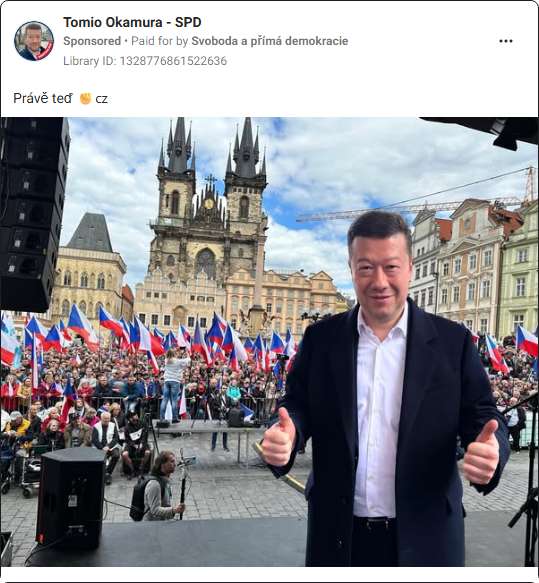 Tomio Okamura - SPD
Sponsored • Paid for by Svoboda a přímá demokracie
Library ID: 1328776861522636
Právě teď ✊ cz